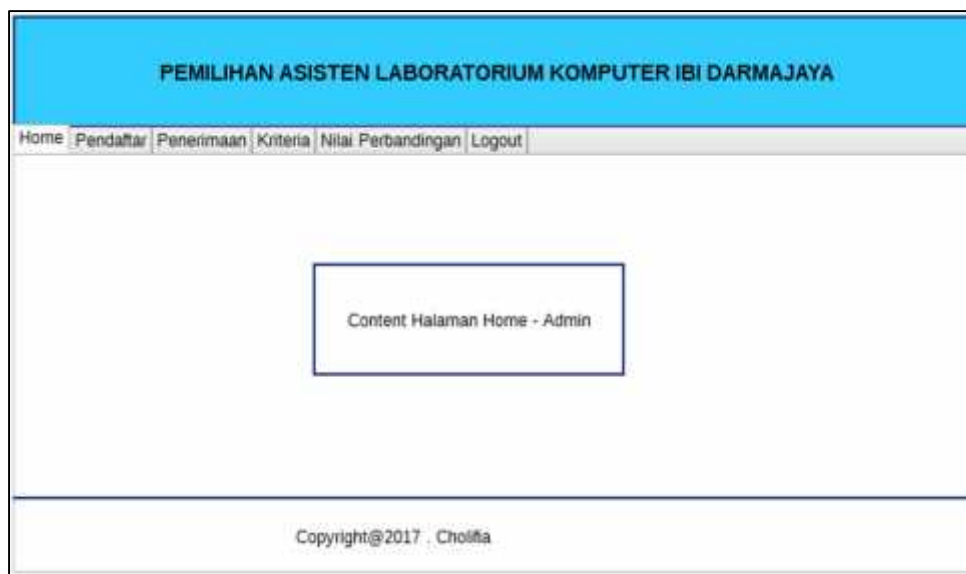 PEMILIHAN ASISTEN LABORATORIUM KOMPUTER IBI DARMAJAYA
Home Pendaftar Penerimaan Kriteria Nilai Perbandingan Logout
Content Halaman Home - Admin
Copyright@2017 . Cholifia